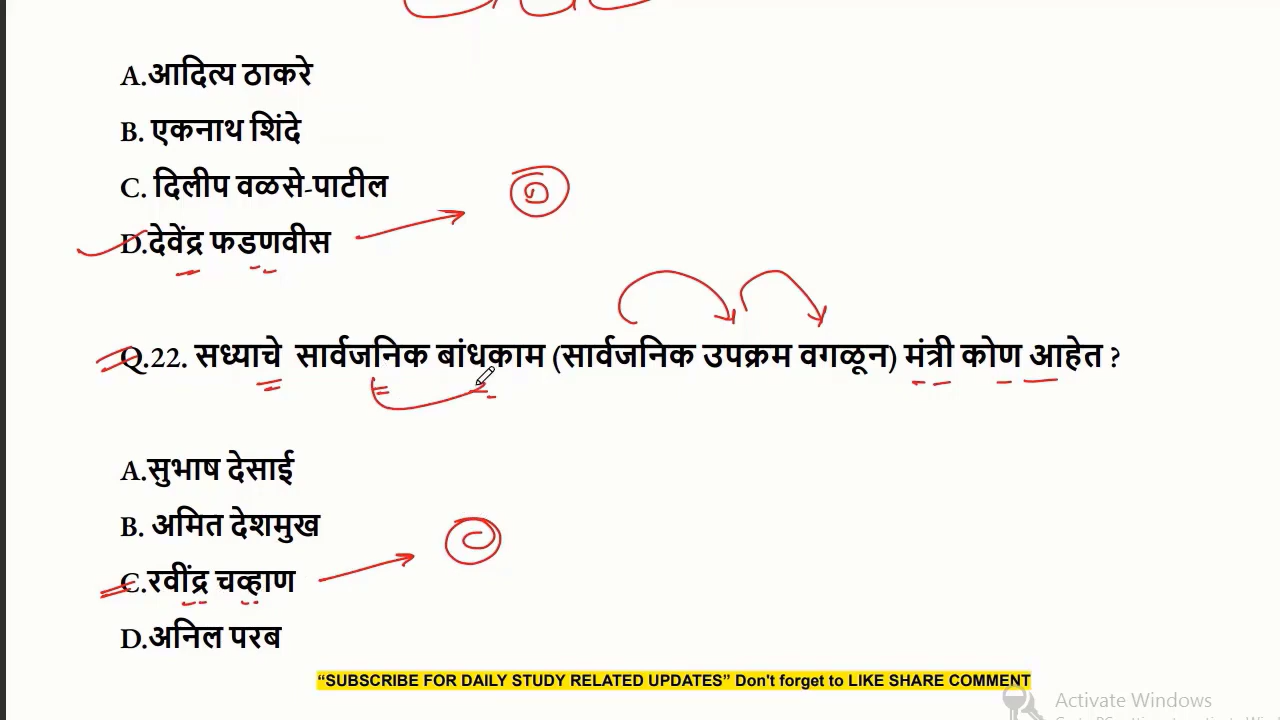 A.आदित्य ठाकरे
B. एकनाथ शिंदे
C. दिलीप वळसे-पाटील
D.देवेंद्र फडणवीस
D
Q.22. सध्याचे सार्वजनिक बांधकाम (सार्वजनिक उपक्रम वगळून) मंत्री कोण आहेत ?
A.सुभाष देसाई
B. अमित देशमुख
C.रवींद्र चव्हाण
C
D.अनिल परब
“SUBSCRIBE FOR DAILY STUDY RELATED UPDATES” Don't forget to LIKE SHARE COMMENT
Activate Windows